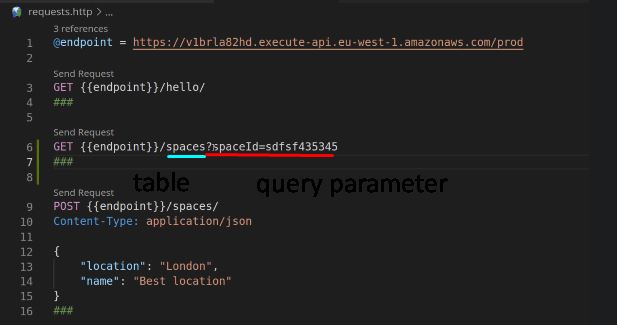 requests.http > ...
3 references
1 @endpoint = https://v1brla82hd.execute-api.eu-west-1.amazonaws.com/prod
2
Send Request
3 GET {{endpoint}}/hello/
4 ###
5
Send Request
6 GET {{endpoint}}/spaces?spaceId=sdfsf435345
7 ###
8
table query parameter
Send Request
9 POST {{endpoint}}/spaces/
10 Content-Type: application/json
11
12 {
13 "location": "London",
14 "name": "Best location"
15 }
16 ###